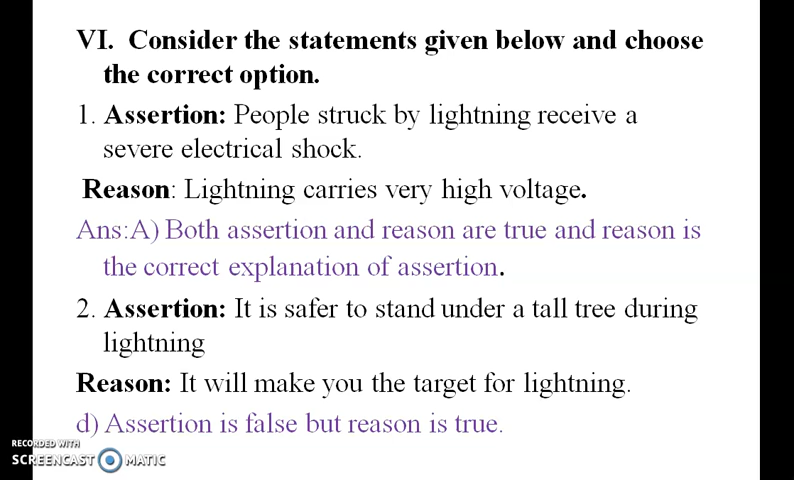 VI. Consider the statements given below and choose
the correct option.
1. Assertion: People struck by lightning receive a
severe electrical shock.
Reason: Lightning carries very high voltage.
Ans:A) Both assertion and reason are true and reason is
the correct explanation of assertion.
2. Assertion: It is safer to stand under a tall tree during
lightning
Reason: It will make you the target for lightning.
d) Assertion is false but reason is true.
RECORDED WITH
SCREENCAST MATIC